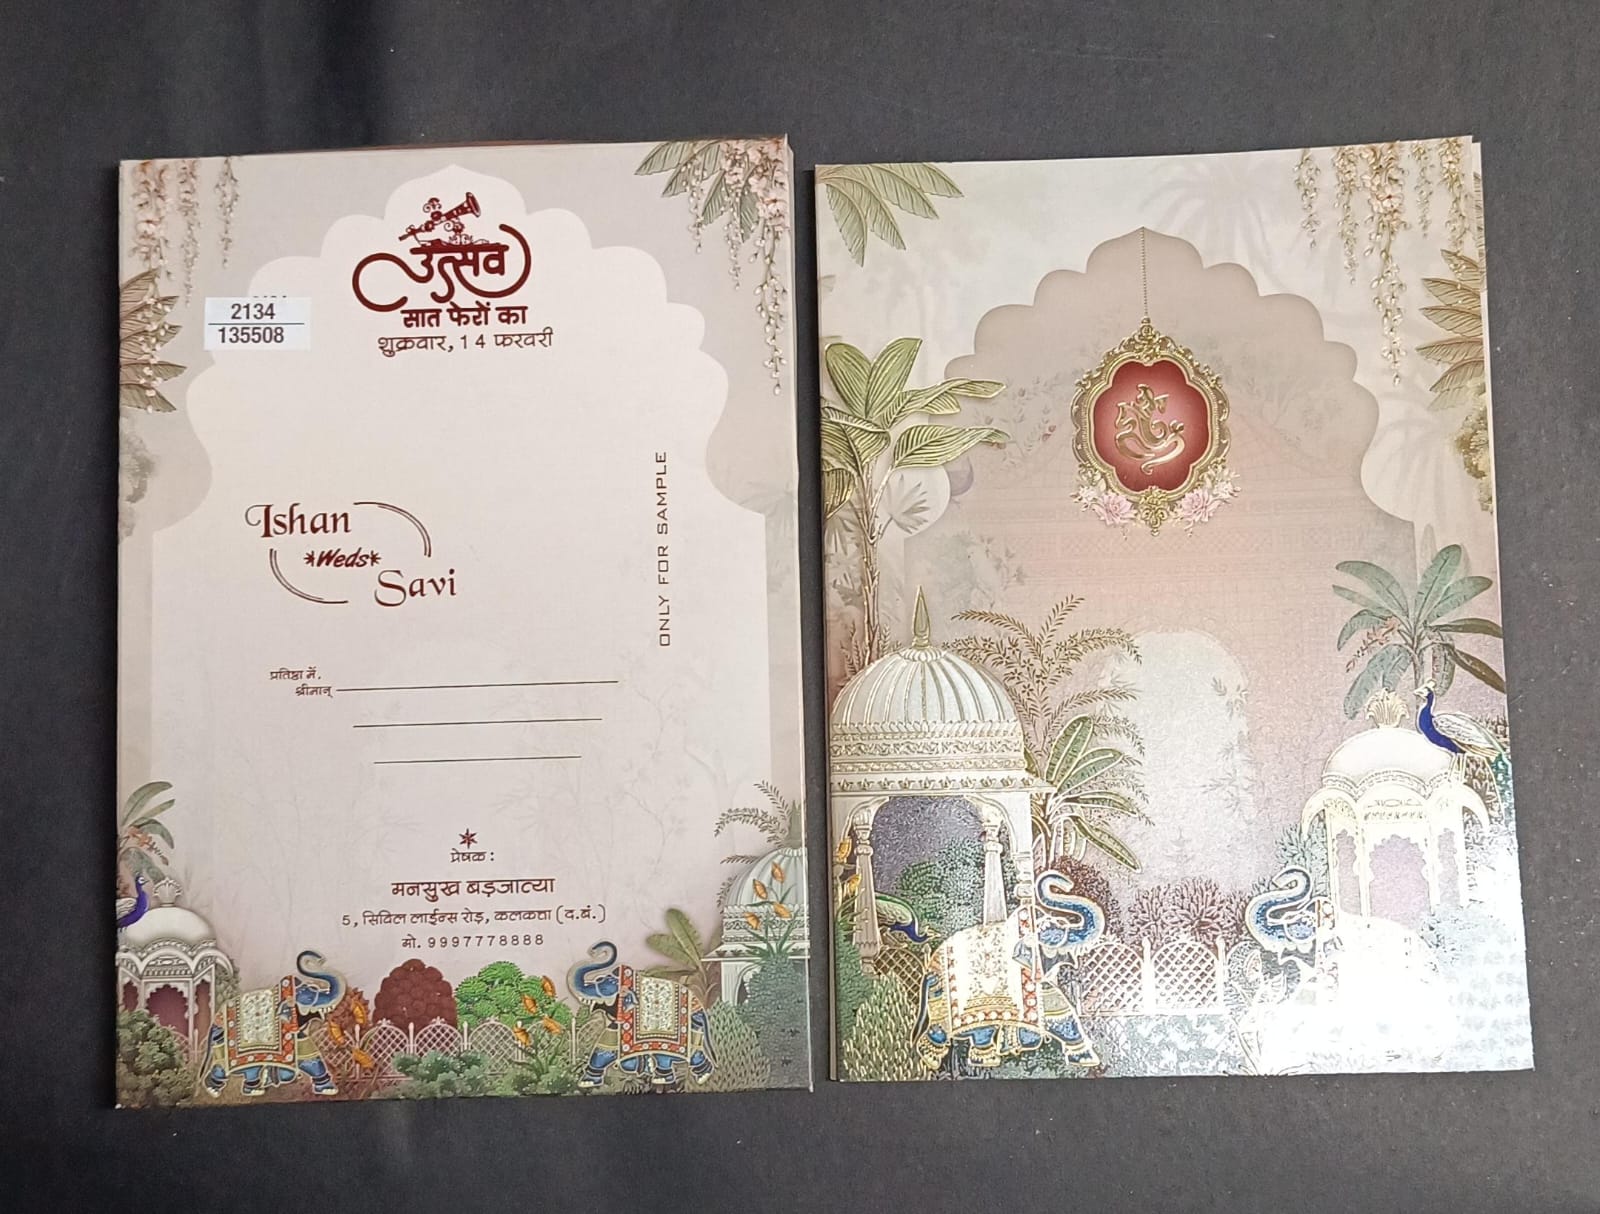 उत्सव
सात फेरों का
शुक्रवार, 14 फरवरी
2134
135508
Ishan
*Weds*
Savi
ONLY FOR SAMPLE
प्रतिष्ठा में,
श्रीमान्
प्रेषक :
मनसुख बड़जात्या
5, सिविल लाईन्स रोड़, कलकत्ता (द.बं.)
मो. 9997778888